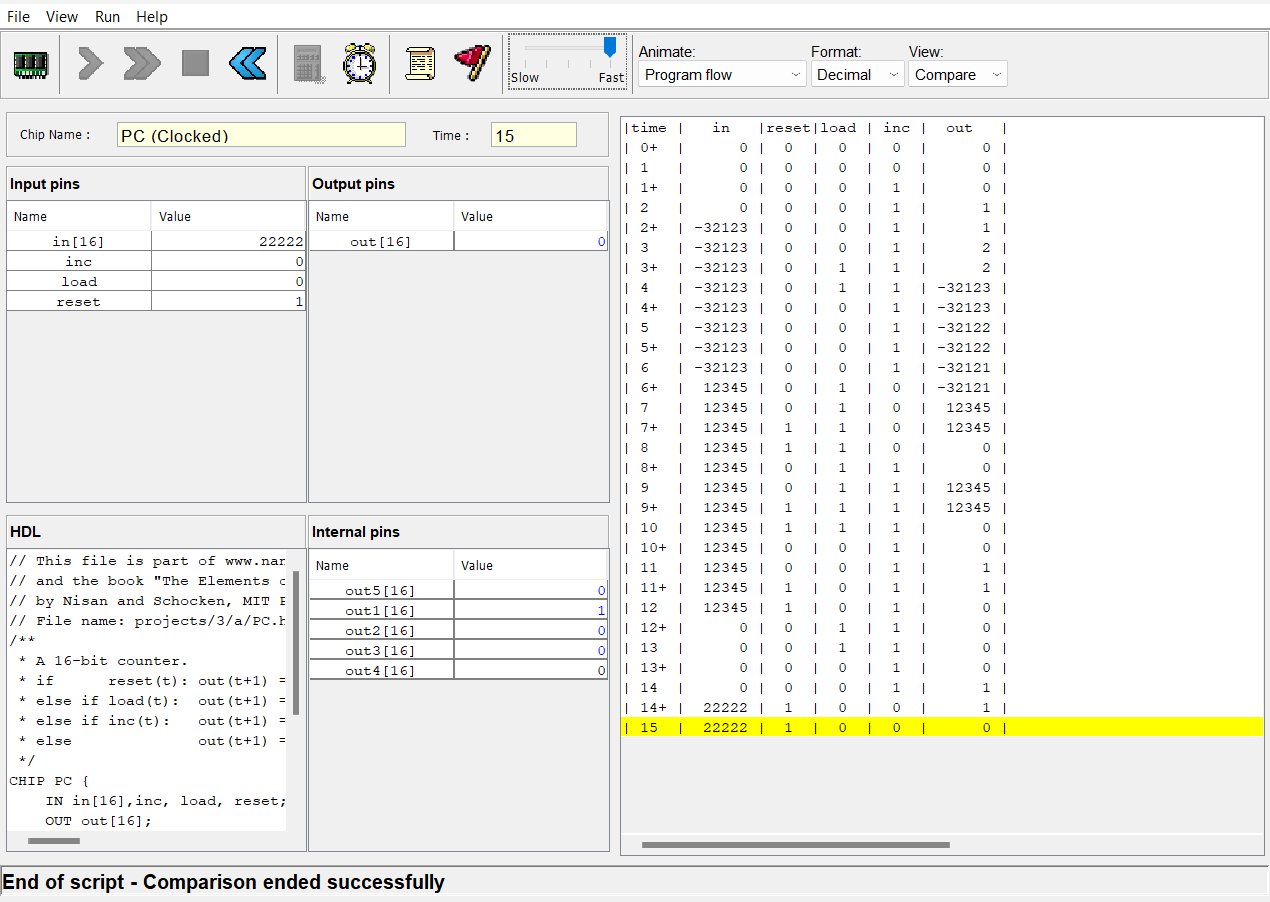 File View Run Help
Slow Fast
Animate: Format: View:
Program flow Decimal Compare
Chip Name : PC (Clocked) Time : 15
Input pins
Name Value
in[16] 22222
inc 0
load 0
reset 1
Output pins
Name Value
out[16] 0
HDL
// This file is part of www.nan
// and the book "The Elements o
// by Nisan and Schocken, MIT P
// File name: projects/3/a/PC.h
/**
* A 16-bit counter.
* if reset(t): out(t+1) =
* else if load(t): out(t+1) =
* else if inc(t): out(t+1) =
* else out(t+1) =
*/
CHIP PC {
IN in[16],inc, load, reset;
OUT out[16];
Internal pins
Name Value
out5[16] 0
out1[16] 1
out2[16] 0
out3[16] 0
out4[16] 0
|time | in |reset|load | inc | out |
| 0+ | 0 | 0 | 0 | 0 | 0 |
| 1 | 0 | 0 | 0 | 0 | 0 |
| 1+ | 0 | 0 | 0 | 1 | 0 |
| 2 | 0 | 0 | 0 | 1 | 1 |
| 2+ | -32123 | 0 | 0 | 1 | 1 |
| 3 | -32123 | 0 | 0 | 1 | 2 |
| 3+ | -32123 | 0 | 1 | 1 | 2 |
| 4 | -32123 | 0 | 1 | 1 | -32123 |
| 4+ | -32123 | 0 | 0 | 1 | -32123 |
| 5 | -32123 | 0 | 0 | 1 | -32122 |
| 5+ | -32123 | 0 | 0 | 1 | -32122 |
| 6 | -32123 | 0 | 0 | 1 | -32121 |
| 6+ | 12345 | 0 | 1 | 0 | -32121 |
| 7 | 12345 | 0 | 1 | 0 | 12345 |
| 7+ | 12345 | 1 | 1 | 0 | 12345 |
| 8 | 12345 | 1 | 1 | 0 | 0 |
| 8+ | 12345 | 0 | 1 | 1 | 0 |
| 9 | 12345 | 0 | 1 | 1 | 12345 |
| 9+ | 12345 | 1 | 1 | 1 | 12345 |
| 10 | 12345 | 1 | 1 | 1 | 0 |
| 10+ | 12345 | 0 | 0 | 1 | 0 |
| 11 | 12345 | 0 | 0 | 1 | 1 |
| 11+ | 12345 | 1 | 0 | 1 | 1 |
| 12 | 12345 | 1 | 0 | 1 | 0 |
| 12+ | 0 | 0 | 1 | 1 | 0 |
| 13 | 0 | 0 | 1 | 1 | 0 |
| 13+ | 0 | 0 | 0 | 1 | 0 |
| 14 | 0 | 0 | 0 | 1 | 1 |
| 14+ | 22222 | 1 | 0 | 0 | 1 |
| 15 | 22222 | 1 | 0 | 0 | 0 |
End of script - Comparison ended successfully